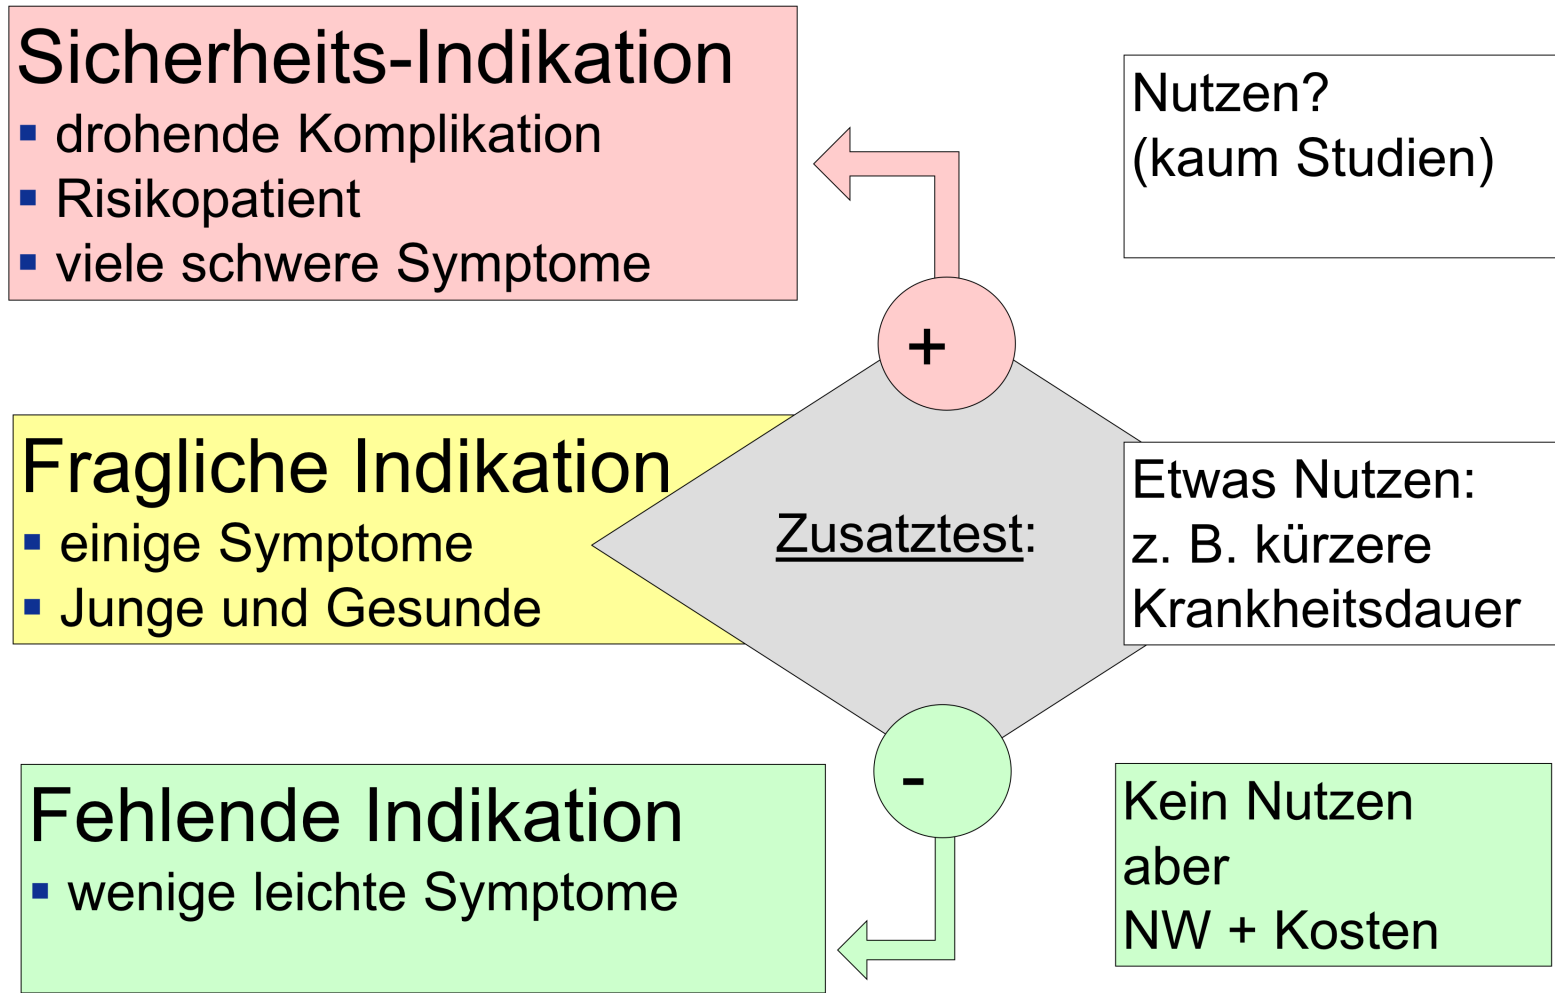 Sicherheits-Indikation
▪ drohende Komplikation
▪ Risikopatient
▪ viele schwere Symptome
Nutzen?
(kaum Studien)
+
Fragliche Indikation
▪ einige Symptome
▪ Junge und Gesunde
Zusatztest:
Etwas Nutzen:
z. B. kürzere
Krankheitsdauer
-
Fehlende Indikation
▪ wenige leichte Symptome
Kein Nutzen
aber
NW + Kosten